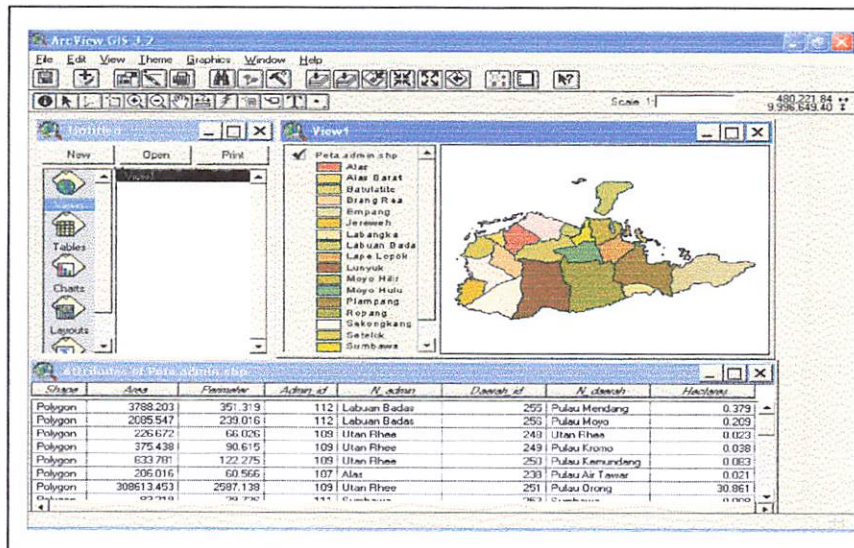 ArcView GIS 3.2
File Edit View Theme Graphics Window Help
Scale 1:
480,221.84
9,996,649.40
Untitled
New Open Print
Views
Tables
Charts
Layouts
View1
View1
Peta admin.shp
Alas
Alas Barat
Batulatite
Brang Rea
Empang
Jereweh
Labangka
Labuan Bada
Lape Lopok
Lunyuk
Moyo Hilir
Moyo Hulu
Plampang
Ropang
Sekongkang
Seteluk
Sumbawa
Attributes of Peta admin.shp
Shape Area Perimeter Admin_id N_admin Daerah_id N_daerah Hectares
Polygon 3788.203 351.319 112 Labuan Badas 255 Pulau Mendang 0.379
Polygon 2085.547 239.016 112 Labuan Badas 256 Pulau Moyo 0.209
Polygon 226.672 66.026 109 Utan Rhee 248 Utan Rhee 0.023
Polygon 375.438 90.615 109 Utan Rhee 249 Pulau Kramo 0.038
Polygon 833.781 122.275 109 Utan Rhee 250 Pulau Kemundang 0.083
Polygon 206.016 60.566 107 Alas 238 Pulau Air Tawar 0.021
Polygon 308613.453 2587.138 109 Utan Rhee 251 Pulau Orong 30.861